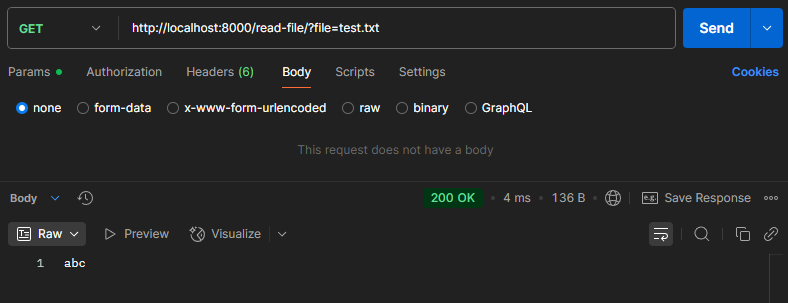 GET http://localhost:8000/read-file/?file=test.txt Send
Params Authorization Headers (6) Body Scripts Settings Cookies
none form-data x-www-form-urlencoded raw binary GraphQL
This request does not have a body
Body 200 OK 4 ms 136 B e.g. Save Response
Raw Preview Visualize
1 abc